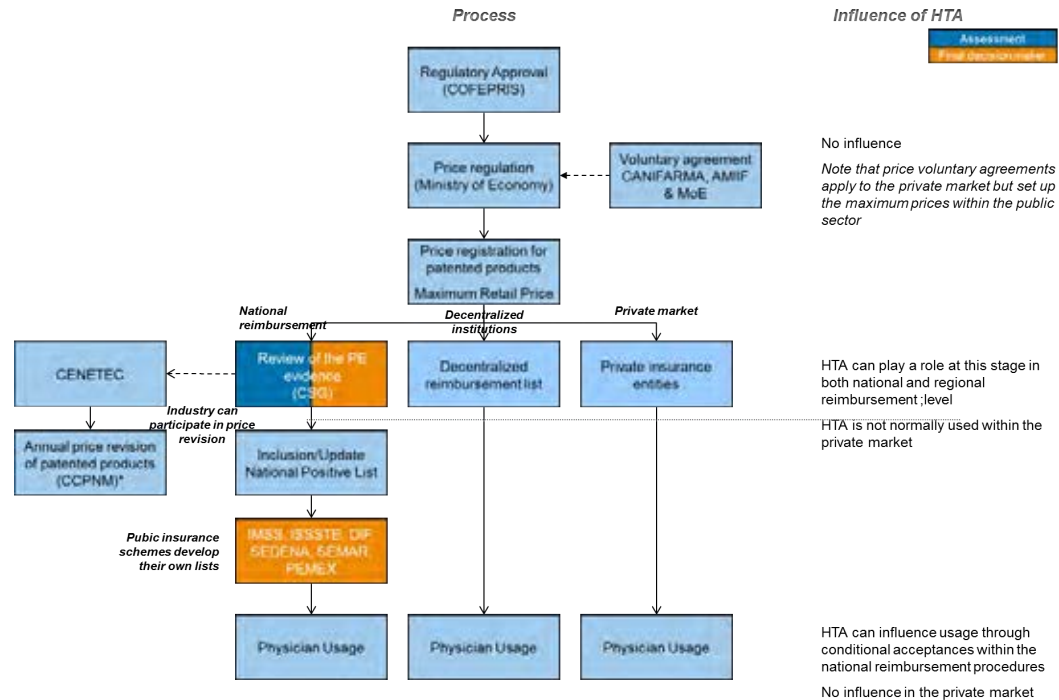 Process
Influence of HTA
Assessment
Final decision maker
Regulatory Approval
(COFEPRIS)
Price regulation
(Ministry of Economy)
Voluntary agreement
CANIFARMA, AMIIF
& MoE
No influence
Note that price voluntary agreements
apply to the private market but set up
the maximum prices within the public
sector
Price registration for
patented products
Maximum Retail Price
National
reimbursement
Decentralized
institutions
Private market
CENETEC
Review of the PE
evidence
(CSG)
Decentralized
reimbursement list
Private insurance
entities
HTA can play a role at this stage in
both national and regional
reimbursement ;level
Industry can
participate in price
revision
HTA is not normally used within the
private market
Annual price revision
of patented products
(CCPNM)*
Inclusion/Update
National Positive List
Pubic insurance
schemes develop
their own lists
IMSS, ISSSTE, DIF,
SEDENA, SEMAR,
PEMEX
Physician Usage
Physician Usage
Physician Usage
HTA can influence usage through
conditional acceptances within the
national reimbursement procedures
No influence in the private market